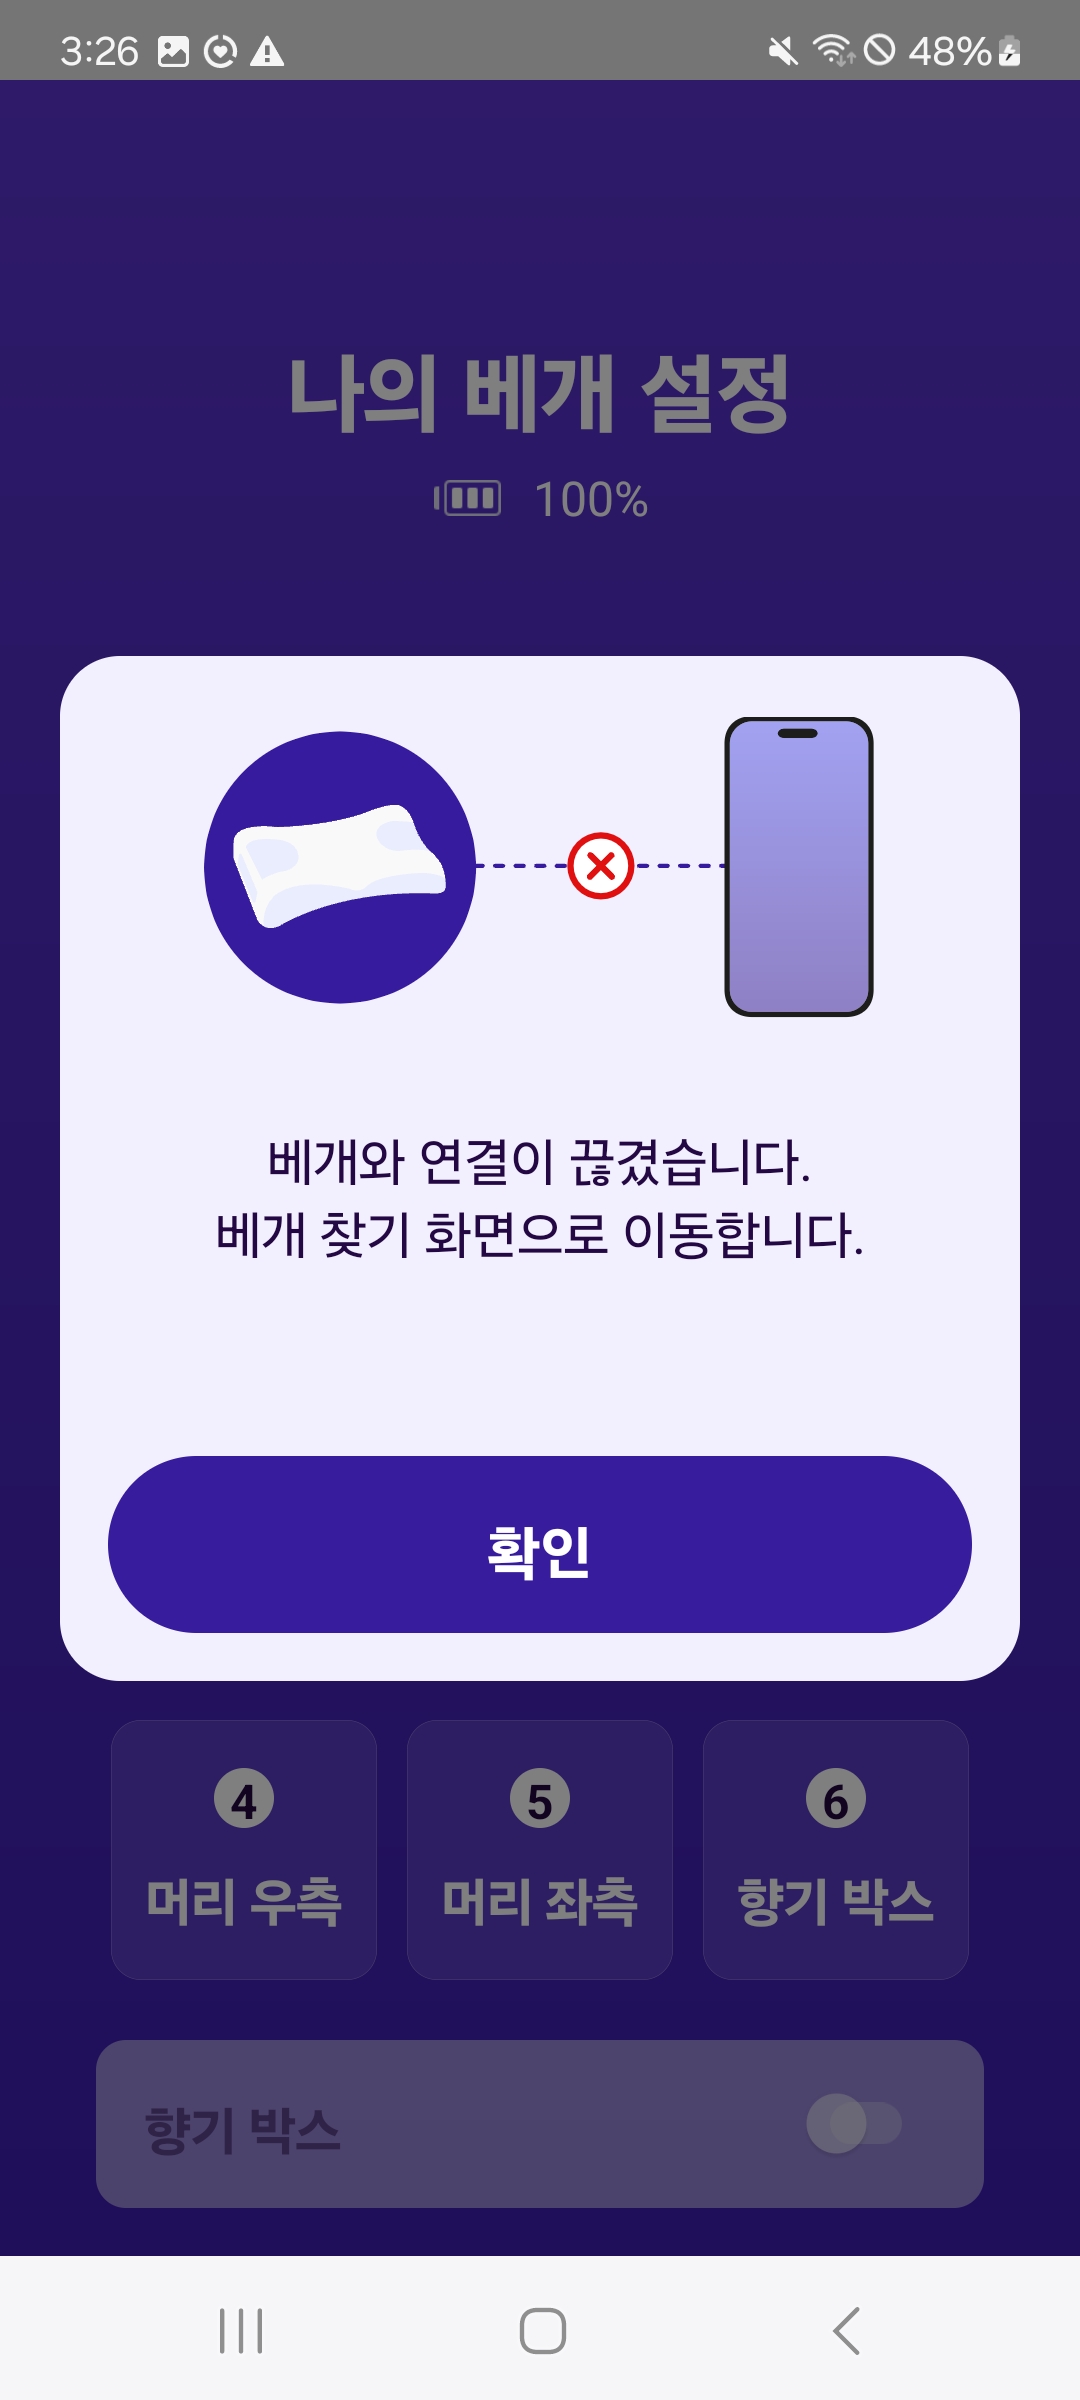 3:26
48%
나의 베개 설정
100%
베개와 연결이 끊겼습니다.
베개 찾기 화면으로 이동합니다.
확인
4
5
6
머리 우측
머리 좌측
향기 박스
향기 박스